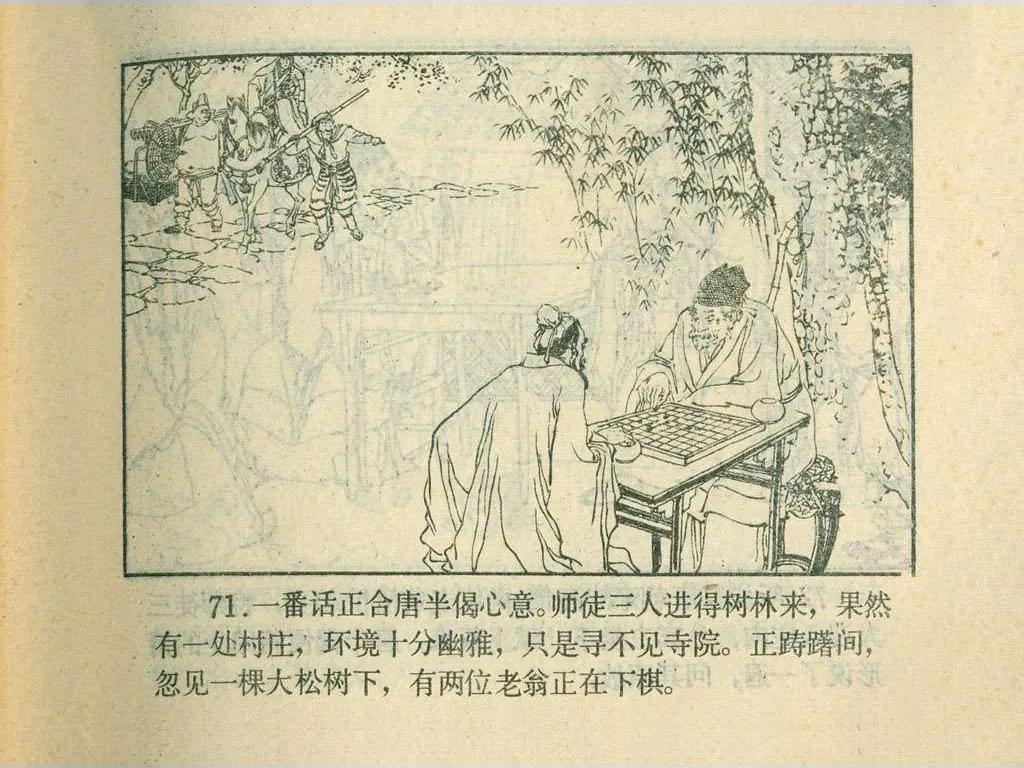 71. 一番话正合唐半偈心意。师徒三人进得树林来，果然
有一处村庄，环境十分幽雅，只是寻不见寺院。正踌躇间，
忽见一棵大松树下，有两位老翁正在下棋。